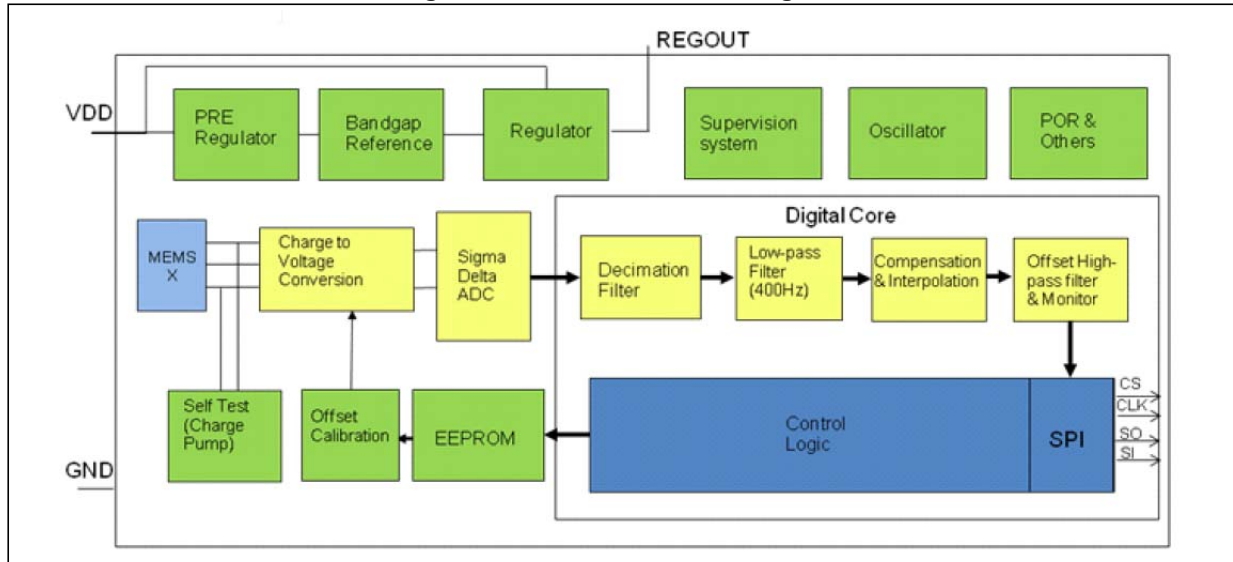 REGOUT
VDD
PRE
Regulator
Bandgap
Reference
Regulator
Supervision
system
Oscillator
POR &
Others
Digital Core
MEMS
X
Charge to
Voltage
Conversion
Sigma
Delta
ADC
Decimation
Filter
Low-pass
Filter
(400Hz)
Compensation
& Interpolation
Offset High-
pass filter
& Monitor
Self Test
(Charge
Pump)
Offset
Calibration
EEPROM
Control
Logic
SPI
CS
CLK
SO
SI
GND